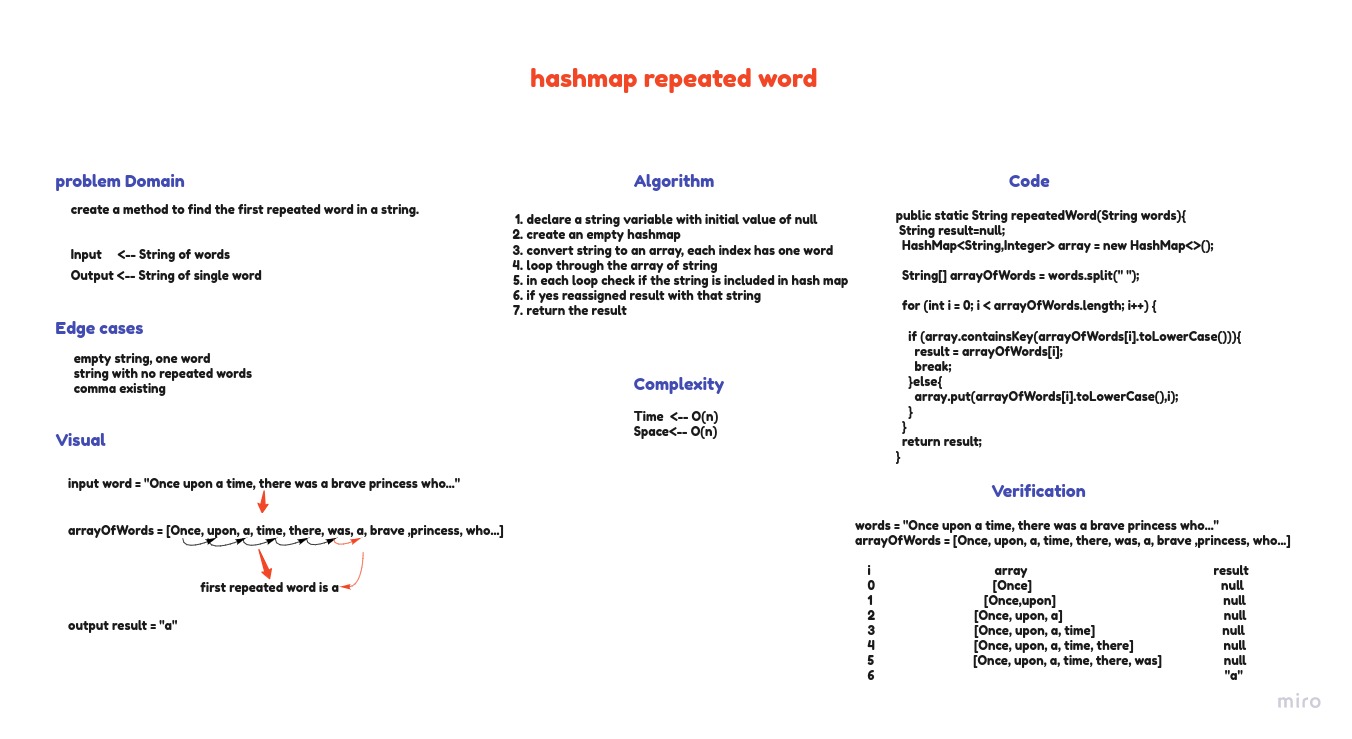 hashmap repeated word
problem Domain
create a method to find the first repeated word in a string.
Input <-- String of words
Output <-- String of single word
Edge cases
empty string, one word
string with no repeated words
comma existing
Visual
input word = "Once upon a time, there was a brave princess who..."
arrayOfWords = [Once, upon, a, time, there, was, a, brave ,princess, who...]
first repeated word is a
output result = "a"
Algorithm
1. declare a string variable with initial value of null
2. create an empty hashmap
3. convert string to an array, each index has one word
4. loop through the array of string
5. in each loop check if the string is included in hash map
6. if yes reassigned result with that string
7. return the result
Complexity
Time <-- O(n)
Space<-- O(n)
Code
public static String repeatedWord(String words){
String result=null;
HashMap<String,Integer> array = new HashMap<>();
String[] arrayOfWords = words.split(" ");
for (int i = 0; i < arrayOfWords.length; i++) {
if (array.containsKey(arrayOfWords[i].toLowerCase())){
result = arrayOfWords[i];
break;
}else{
array.put(arrayOfWords[i].toLowerCase(),i);
}
}
return result;
}
Verification
words = "Once upon a time, there was a brave princess who..."
arrayOfWords = [Once, upon, a, time, there, was, a, brave ,princess, who...]
i array result
0 [Once] null
1 [Once,upon] null
2 [Once, upon, a] null
3 [Once, upon, a, time] null
4 [Once, upon, a, time, there] null
5 [Once, upon, a, time, there, was] null
6 "a"
miro